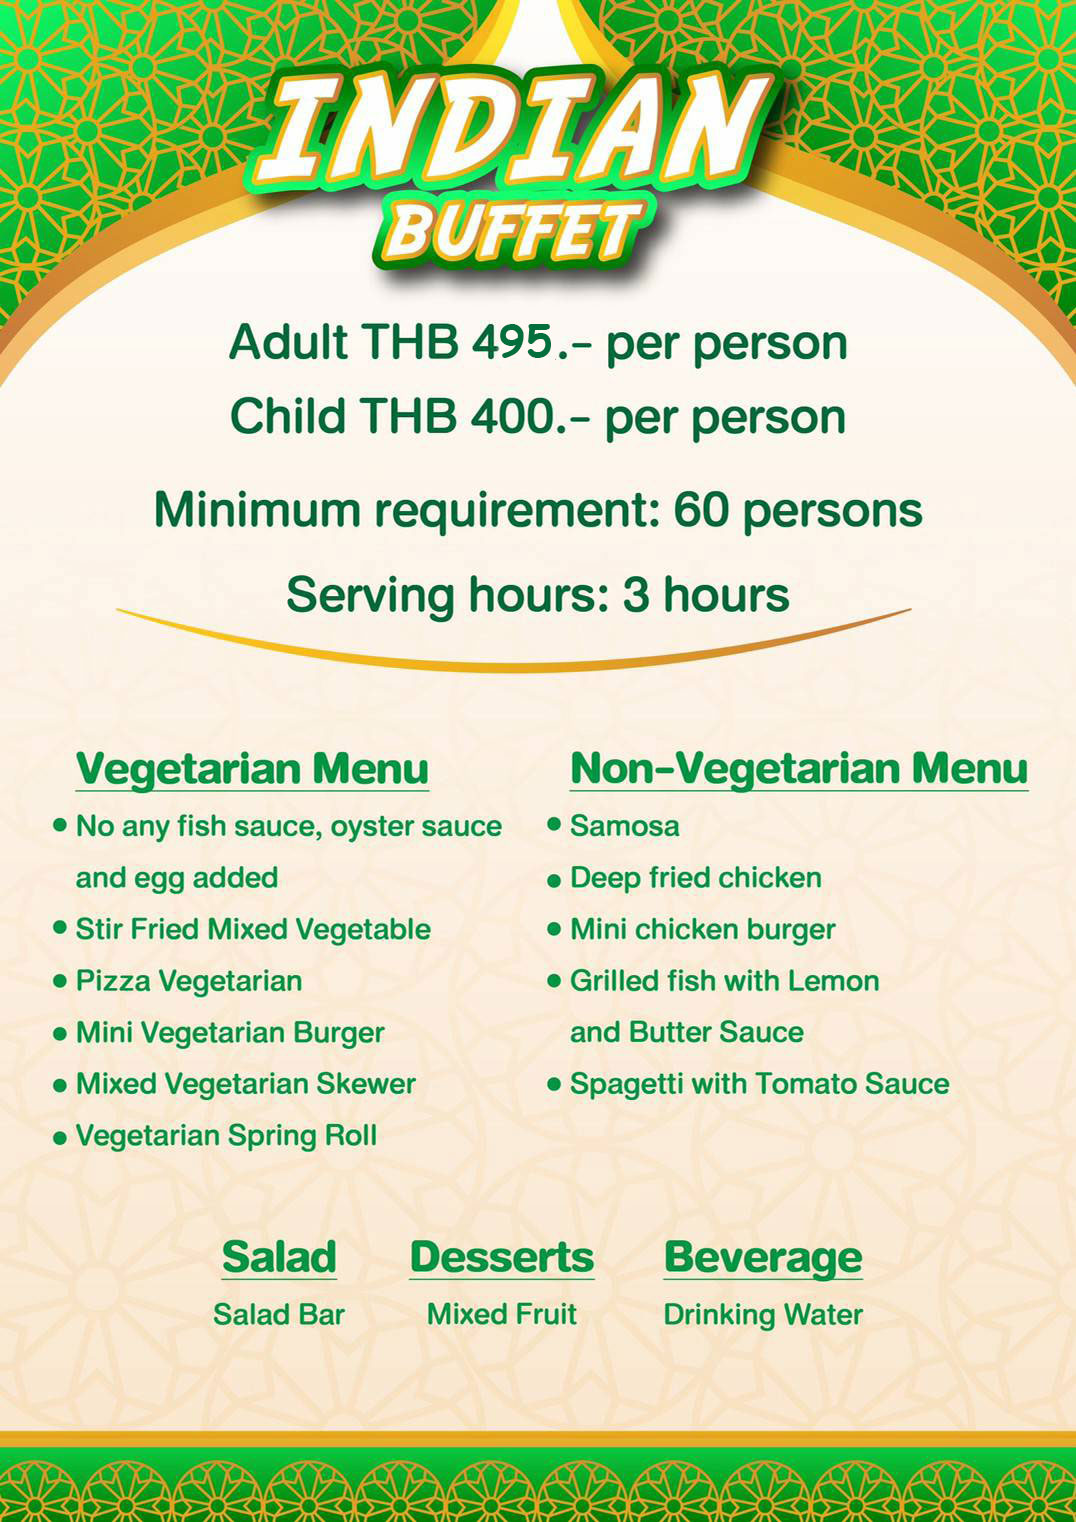 INDIAN
BUFFET
Adult THB 495.- per person
Child THB 400.- per person
Minimum requirement: 60 persons
Serving hours: 3 hours
Vegetarian Menu
• No any fish sauce, oyster sauce
and egg added
• Stir Fried Mixed Vegetable
• Pizza Vegetarian
• Mini Vegetarian Burger
• Mixed Vegetarian Skewer
• Vegetarian Spring Roll
Non-Vegetarian Menu
• Samosa
• Deep fried chicken
• Mini chicken burger
• Grilled fish with Lemon
and Butter Sauce
• Spagetti with Tomato Sauce
Salad
Salad Bar
Desserts
Mixed Fruit
Beverage
Drinking Water